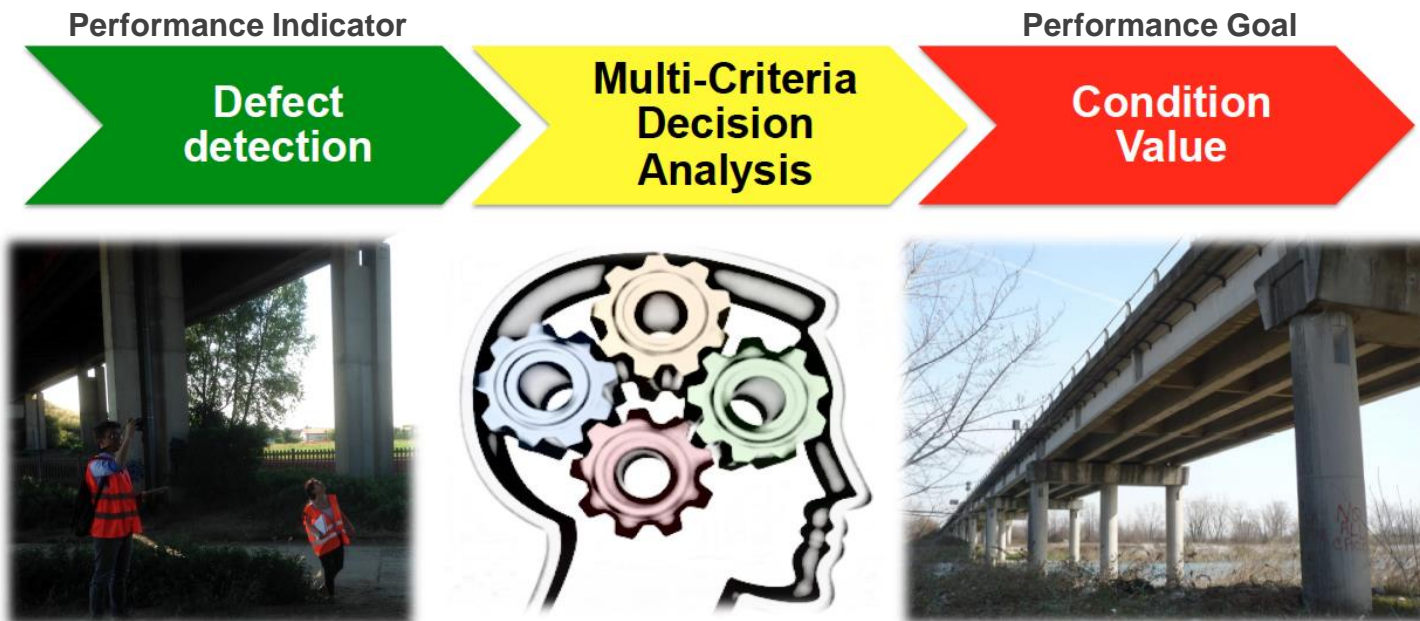 Performance Indicator
Performance Goal
Defect
detection
Multi-Criteria
Decision
Analysis
Condition
Value